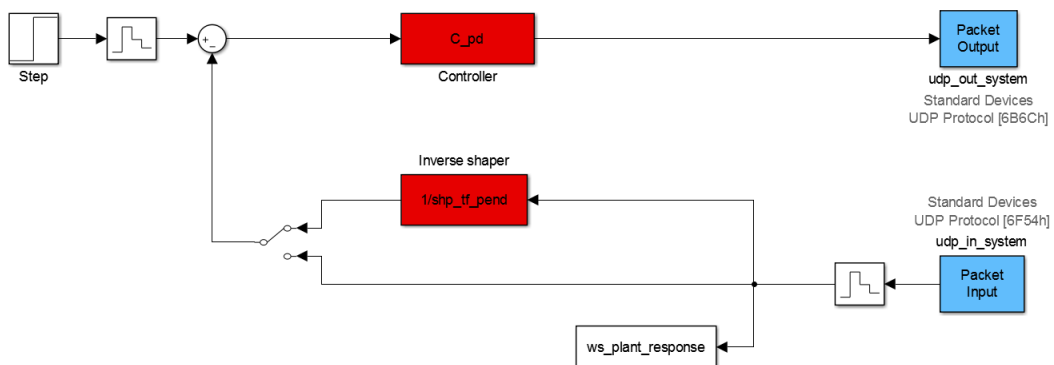 Step
+
−
C_pd
Controller
Packet
Output
udp_out_system
Standard Devices
UDP Protocol [6B6Ch]
Inverse shaper
1/shp_tf_pend
Standard Devices
UDP Protocol [6F54h]
udp_in_system
Packet
Input
ws_plant_response